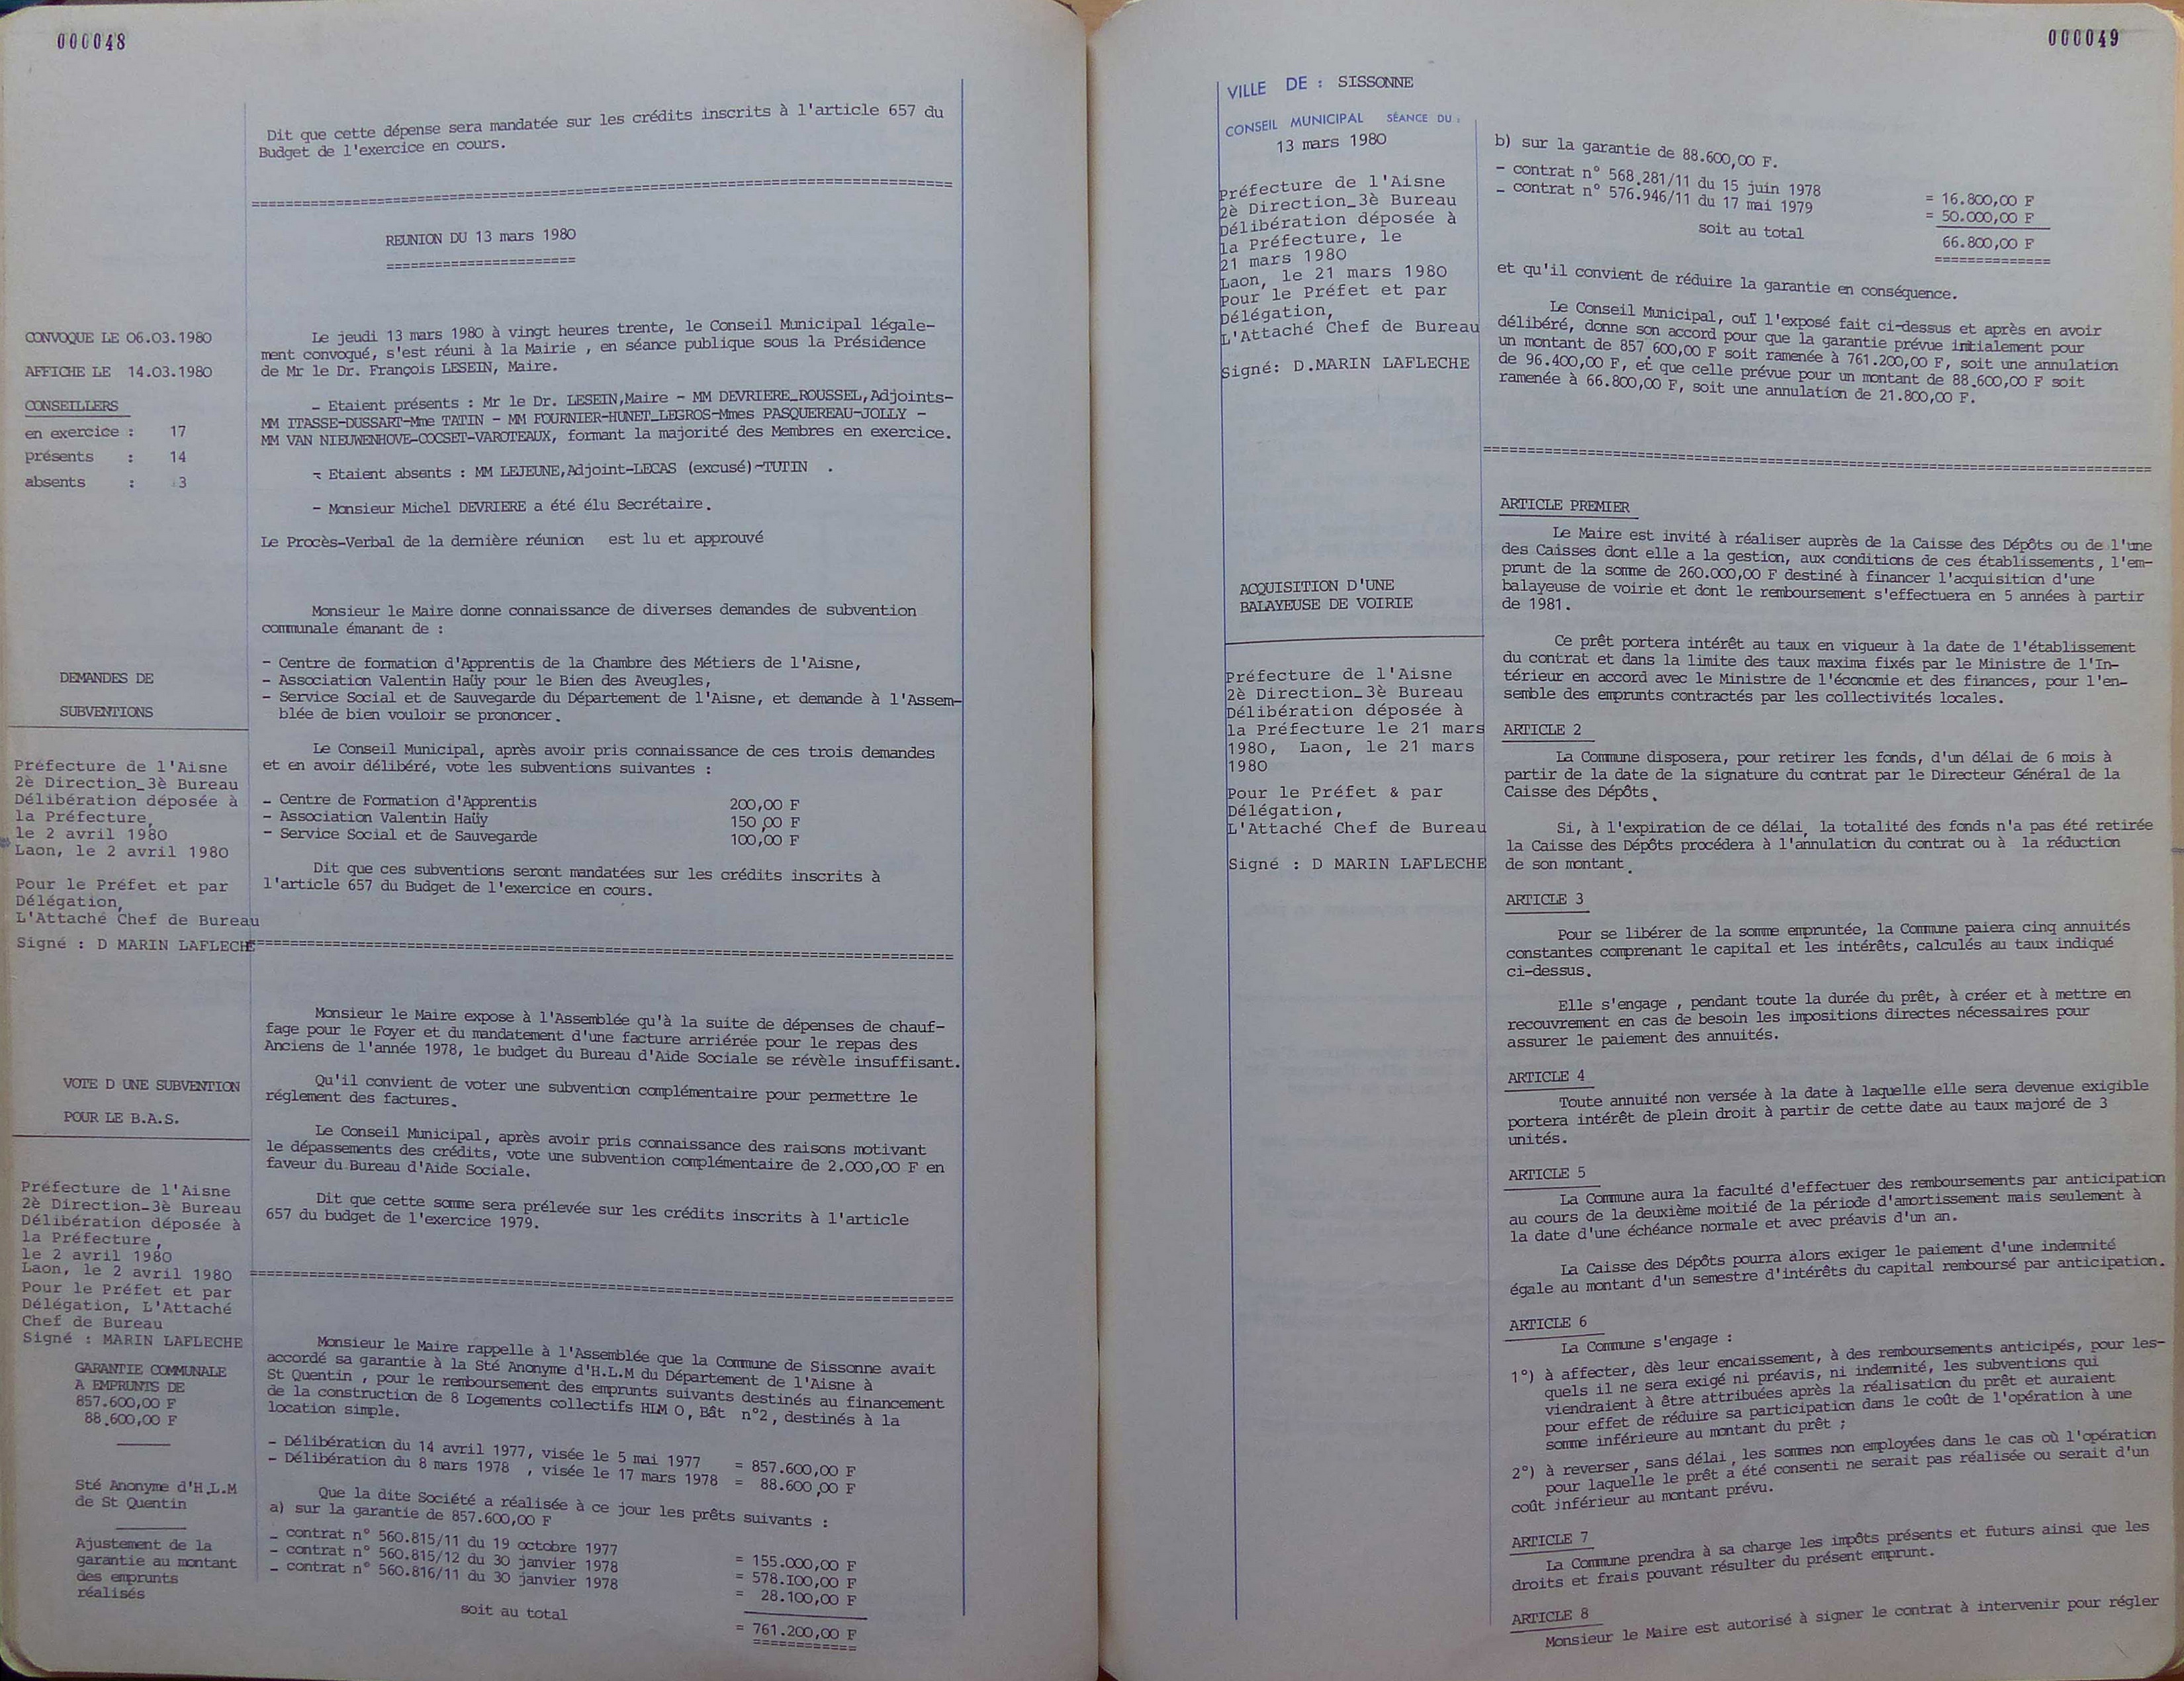 000048
Dit que cette dépense sera mandatée sur les crédits inscrits à l'article 657 du
Budget de l'exercice en cours.
REUNION DU 13 mars 1980
CONVOQUE LE 06.03.1980
AFFICHE LE 14.03.1980
CONSEILLERS
en exercice : 17
présents : 14
absents : 3
Le jeudi 13 mars 1980 à vingt heures trente, le Conseil Municipal légale-
ment convoqué, s'est réuni à la Mairie , en séance publique sous la Présidence
de Mr le Dr. François LESEIN, Maire.
- Etaient présents : Mr le Dr. LESEIN,Maire - MM DEVRIERE_ROUSSEL,Adjoints-
MM ITASSE-DUSSART-Mme TATIN - MM FOURNIER-HUNET_LEGROS-Mmes PASQUEREAU-JOLLY -
MM VAN NIEUWENHOVE-COCSET-VAROTEAUX, formant la majorité des Membres en exercice.
- Etaient absents : MM LEJEUNE,Adjoint-LECAS (excusé)-TUTIN .
- Monsieur Michel DEVRIERE a été élu Secrétaire.
Le Procès-Verbal de la dernière réunion est lu et approuvé
DEMANDES DE
SUBVENTIONS
Préfecture de l'Aisne
2è Direction_3è Bureau
Délibération déposée à
la Préfecture,
le 2 avril 1980
Laon, le 2 avril 1980
Pour le Préfet et par
Délégation,
L'Attaché Chef de Bureau
Signé : D MARIN LAFLECHE
Monsieur le Maire donne connaissance de diverses demandes de subvention
communale émanant de :
- Centre de formation d'Apprentis de la Chambre des Métiers de l'Aisne,
- Association Valentin Haüy pour le Bien des Aveugles,
- Service Social et de Sauvegarde du Département de l'Aisne, et demande à l'Assem-
blée de bien vouloir se prononcer.
Le Conseil Municipal, après avoir pris connaissance de ces trois demandes
et en avoir délibéré, vote les subventions suivantes :
- Centre de Formation d'Apprentis 200,00 F
- Association Valentin Haüy 150,00 F
- Service Social et de Sauvegarde 100,00 F
Dit que ces subventions seront mandatées sur les crédits inscrits à
l'article 657 du Budget de l'exercice en cours.
VOTE D UNE SUBVENTION
POUR LE B.A.S.
Préfecture de l'Aisne
2è Direction-3è Bureau
Délibération déposée à
la Préfecture,
le 2 avril 1980
Laon, le 2 avril 1980
Pour le Préfet et par
Délégation, L'Attaché
Chef de Bureau
Signé : MARIN LAFLECHE
Monsieur le Maire expose à l'Assemblée qu'à la suite de dépenses de chauf-
fage pour le Foyer et du mandatement d'une facture arriérée pour le repas des
Anciens de l'année 1978, le budget du Bureau d'Aide Sociale se révèle insuffisant.
Qu'il convient de voter une subvention complémentaire pour permettre le
réglement des factures.
Le Conseil Municipal, après avoir pris connaissance des raisons motivant
le dépassements des crédits, vote une subvention complémentaire de 2.000,00 F en
faveur du Bureau d'Aide Sociale.
Dit que cette somme sera prélevée sur les crédits inscrits à l'article
657 du budget de l'exercice 1979.
GARANTIE COMMUNALE
A EMPRUNTS DE
857.600,00 F
88.600,00 F
Sté Anonyme d'H.L.M
de St Quentin
Ajustement de la
garantie au montant
des emprunts
réalisés
Monsieur le Maire rappelle à l'Assemblée que la Commune de Sissonne avait
accordé sa garantie à la Sté Anonyme d'H.L.M du Département de l'Aisne à
St Quentin , pour le remboursement des emprunts suivants destinés au financement
de la construction de 8 Logements collectifs HLM O, Bât n°2, destinés à la
location simple.
- Délibération du 14 avril 1977, visée le 5 mai 1977 = 857.600,00 F
- Délibération du 8 mars 1978 , visée le 17 mars 1978 = 88.600,00 F
Que la dite Société a réalisée à ce jour les prêts suivants :
a) sur la garantie de 857.600,00 F
- contrat n° 560.815/11 du 19 octobre 1977 = 155.000,00 F
- contrat n° 560.815/12 du 30 janvier 1978 = 578.I00,00 F
- contrat n° 560.816/11 du 30 janvier 1978 = 28.100,00 F
soit au total = 761.200,00 F
000049
VILLE DE : SISSONNE
CONSEIL MUNICIPAL SÉANCE DU :
13 mars 1980
Préfecture de l'Aisne
2è Direction_3è Bureau
Délibération déposée à
la Préfecture, le
21 mars 1980
Laon, le 21 mars 1980
Pour le Préfet et par
Délégation,
L'Attaché Chef de Bureau
Signé: D.MARIN LAFLECHE
b) sur la garantie de 88.600,00 F.
- contrat n° 568.281/11 du 15 juin 1978 = 16.800,00 F
- contrat n° 576.946/11 du 17 mai 1979 = 50.000,00 F
soit au total 66.800,00 F
et qu'il convient de réduire la garantie en conséquence.
Le Conseil Municipal, ouï l'exposé fait ci-dessus et après en avoir
délibéré, donne son accord pour que la garantie prévue initialement pour
un montant de 857.600,00 F soit ramenée à 761.200,00 F, soit une annulation
de 96.400,00 F, et que celle prévue pour un montant de 88.600,00 F soit
ramenée à 66.800,00 F, soit une annulation de 21.800,00 F.
ACQUISITION D'UNE
BALAYEUSE DE VOIRIE
Préfecture de l'Aisne
2è Direction_3è Bureau
Délibération déposée à
la Préfecture le 21 mars
1980, Laon, le 21 mars
1980
Pour le Préfet & par
Délégation,
L'Attaché Chef de Bureau
Signé : D MARIN LAFLECHE
ARTICLE PREMIER
Le Maire est invité à réaliser auprès de la Caisse des Dépôts ou de l'une
des Caisses dont elle a la gestion, aux conditions de ces établissements, l'em-
prunt de la somme de 260.000,00 F destiné à financer l'acquisition d'une
balayeuse de voirie et dont le remboursement s'effectuera en 5 années à partir
de 1981.
Ce prêt portera intérêt au taux en vigueur à la date de l'établissement
du contrat et dans la limite des taux maxima fixés par le Ministre de l'In-
térieur en accord avec le Ministre de l'économie et des finances, pour l'en-
semble des emprunts contractés par les collectivités locales.
ARTICLE 2
La Commune disposera, pour retirer les fonds, d'un délai de 6 mois à
partir de la date de la signature du contrat par le Directeur Général de la
Caisse des Dépôts.
Si, à l'expiration de ce délai, la totalité des fonds n'a pas été retirée
la Caisse des Dépôts procédera à l'annulation du contrat ou à la réduction
de son montant.
ARTICLE 3
Pour se libérer de la somme empruntée, la Commune paiera cinq annuités
constantes comprenant le capital et les intérêts, calculés au taux indiqué
ci-dessus.
Elle s'engage , pendant toute la durée du prêt, à créer et à mettre en
recouvrement en cas de besoin les impositions directes nécessaires pour
assurer le paiement des annuités.
ARTICLE 4
Toute annuité non versée à la date à laquelle elle sera devenue exigible
portera intérêt de plein droit à partir de cette date au taux majoré de 3
unités.
ARTICLE 5
La Commune aura la faculté d'effectuer des remboursements par anticipation
au cours de la deuxième moitié de la période d'amortissement mais seulement à
la date d'une échéance normale et avec préavis d'un an.
La Caisse des Dépôts pourra alors exiger le paiement d'une indemnité
égale au montant d'un semestre d'intérêts du capital remboursé par anticipation.
ARTICLE 6
La Commune s'engage :
1°) à affecter, dès leur encaissement, à des remboursements anticipés, pour les-
quels il ne sera exigé ni préavis, ni indemnité, les subventions qui
viendraient à être attribuées après la réalisation du prêt et auraient
pour effet de réduire sa participation dans le coût de l'opération à une
somme inférieure au montant du prêt ;
2°) à reverser, sans délai, les sommes non employées dans le cas où l'opération
pour laquelle le prêt a été consenti ne serait pas réalisée ou serait d'un
coût inférieur au montant prévu.
ARTICLE 7
La Commune prendra à sa charge les impôts présents et futurs ainsi que les
droits et frais pouvant résulter du présent emprunt.
ARTICLE 8
Monsieur le Maire est autorisé à signer le contrat à intervenir pour régler